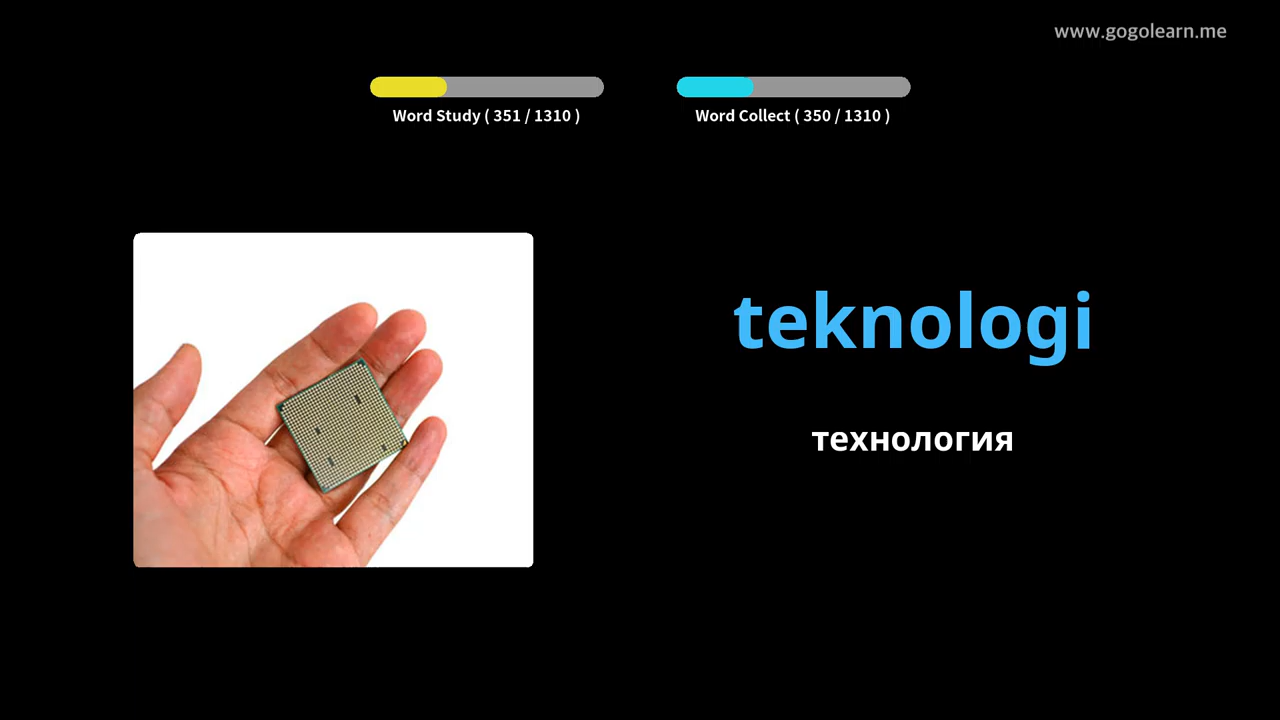 www.gogolearn.me
Word Study ( 351 / 1310 )
Word Collect ( 350 / 1310 )
teknologi
технология